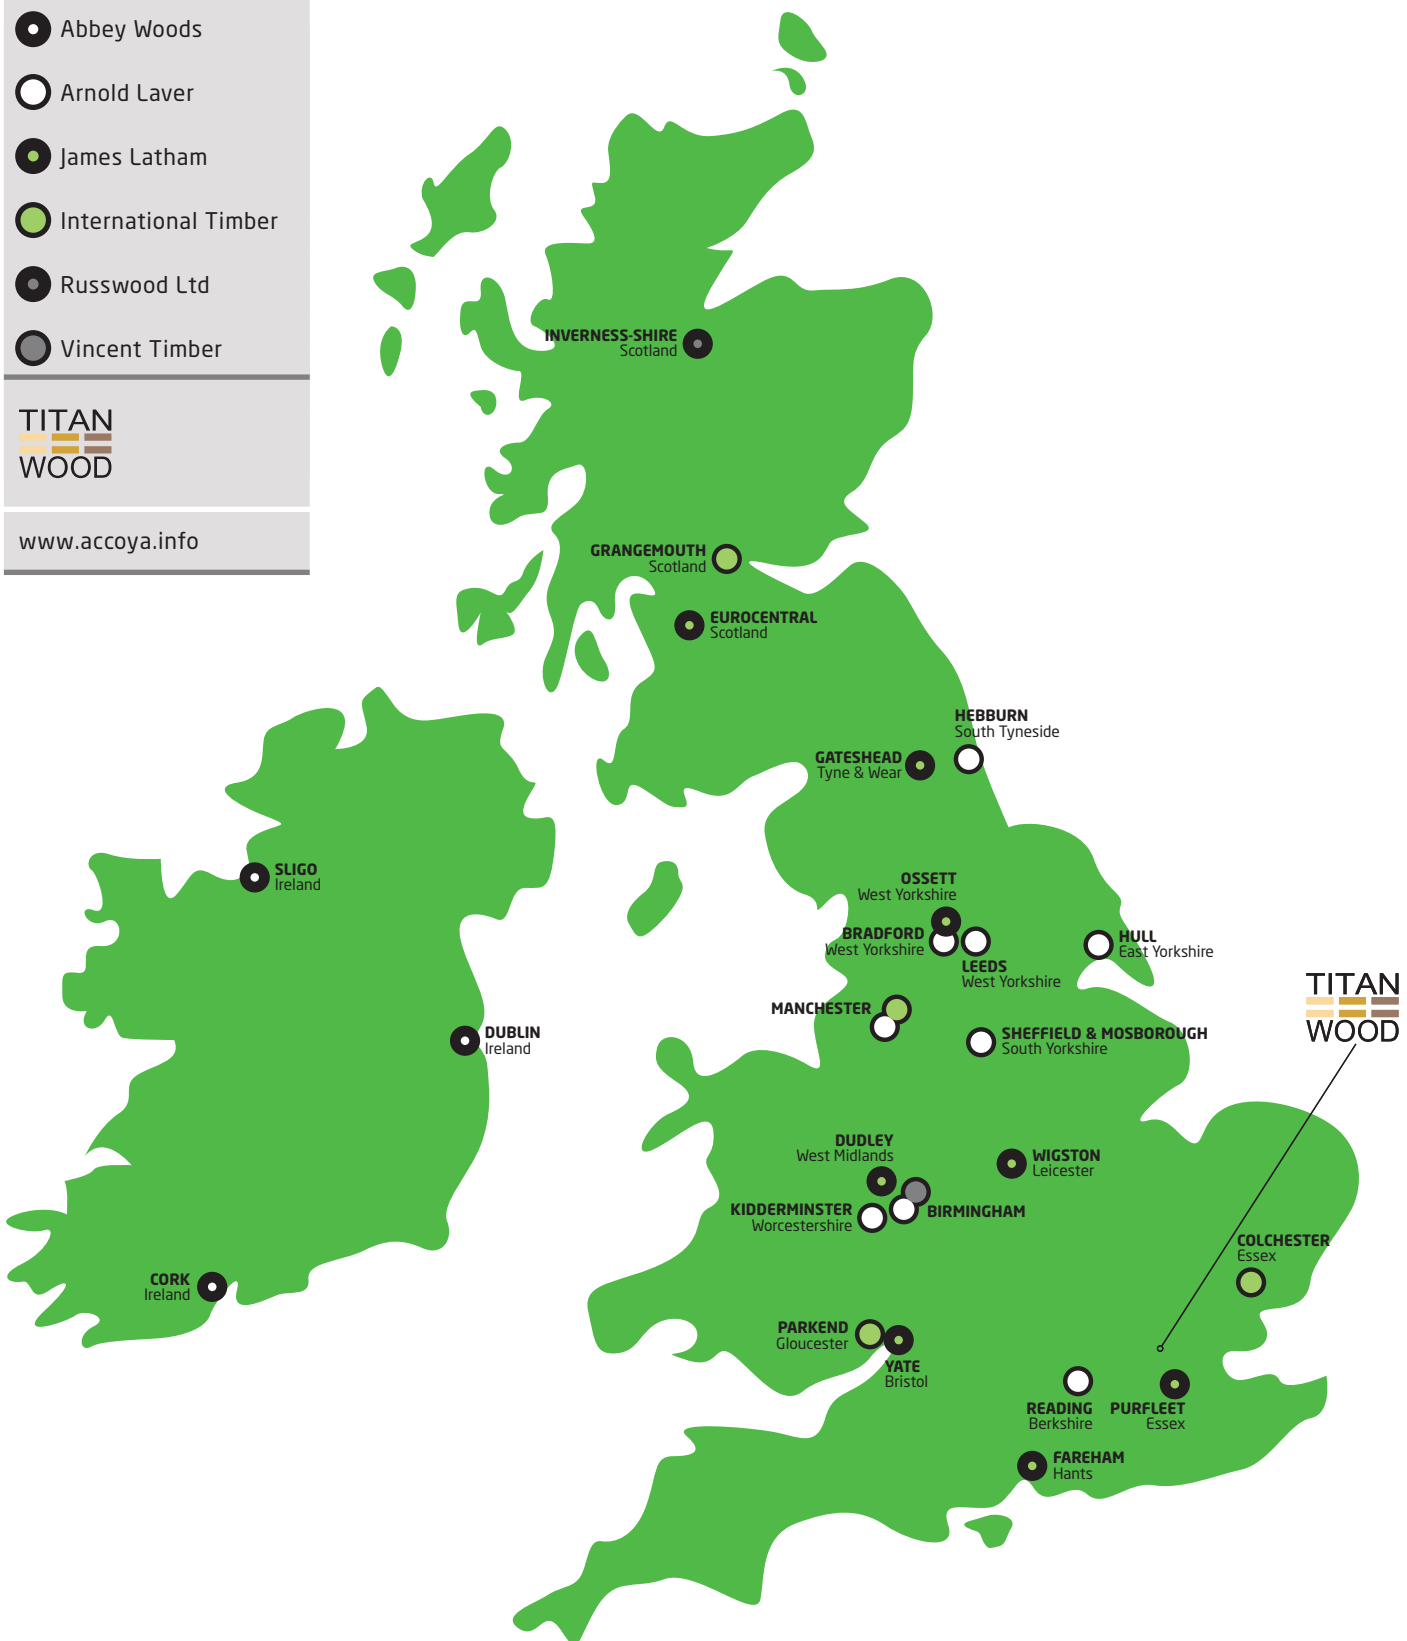 Abbey Woods
Arnold Laver
James Latham
International Timber
Russwood Ltd
Vincent Timber
TITAN
WOOD
www.accoya.info
INVERNESS-SHIRE
Scotland
GRANGEMOUTH
Scotland
EUROCENTRAL
Scotland
HEBBURN
South Tyneside
GATESHEAD
Tyne & Wear
SLIGO
Ireland
OSSETT
West Yorkshire
BRADFORD
West Yorkshire
HULL
East Yorkshire
LEEDS
West Yorkshire
TITAN
WOOD
MANCHESTER
DUBLIN
Ireland
SHEFFIELD & MOSBOROUGH
South Yorkshire
DUDLEY
West Midlands
WIGSTON
Leicester
KIDDERMINSTER
Worcestershire
BIRMINGHAM
COLCHESTER
Essex
CORK
Ireland
PARKEND
Gloucester
YATE
Bristol
READING
Berkshire
PURFLEET
Essex
FAREHAM
Hants